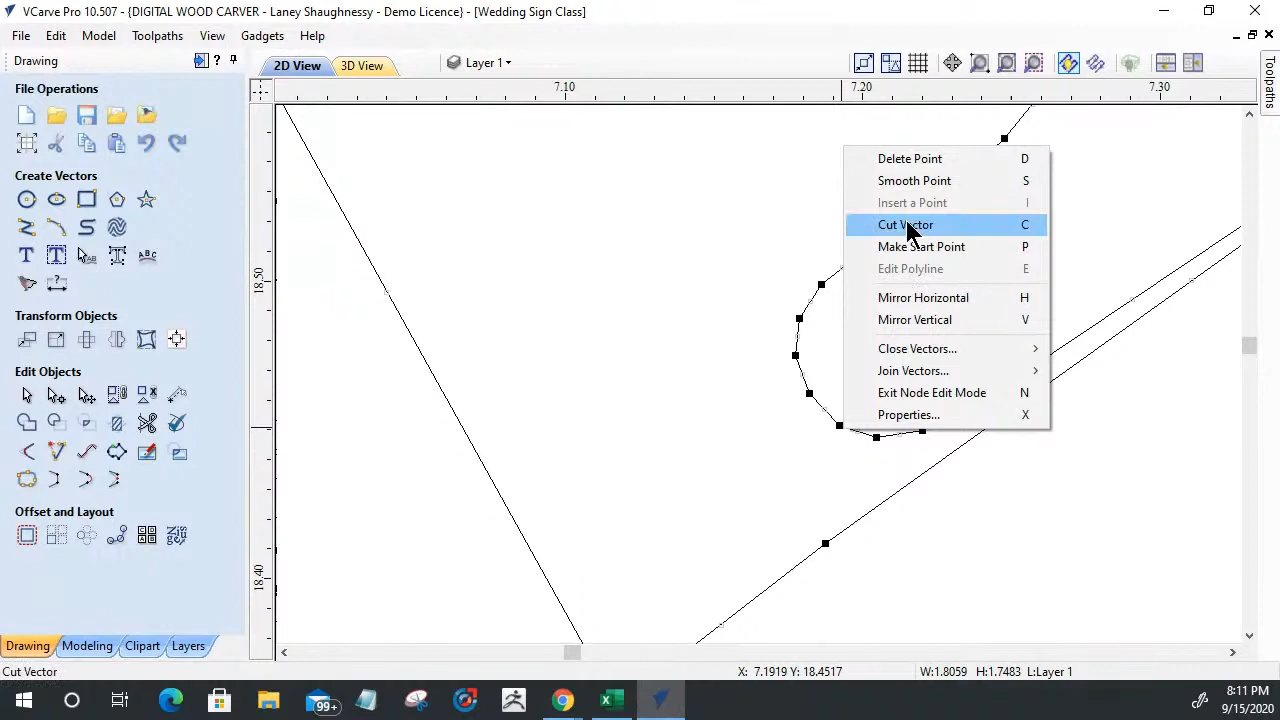 VCarve Pro 10.507 - {DIGITAL WOOD CARVER - Laney Shaughnessy - Demo Licence} - [Wedding Sign Class]
File Edit Model Toolpaths View Gadgets Help
Drawing
2D View 3D View Layer 1
Toolpaths
File Operations
7.10 7.20 7.30
Create Vectors
Delete Point D
Smooth Point S
Insert a Point I
Cut Vector C
Make Start Point P
Edit Polyline E
18.50
Mirror Horizontal H
Transform Objects
Mirror Vertical V
Close Vectors...
Edit Objects
Join Vectors...
Exit Node Edit Mode N
Properties... X
Offset and Layout
18.40
Drawing Modeling Clipart Layers
Cut Vector X: 7.1919 Y: 18.4517 W:1.8059 H:1.7483 L:Layer 1
99+
8:11 PM
9/15/2020